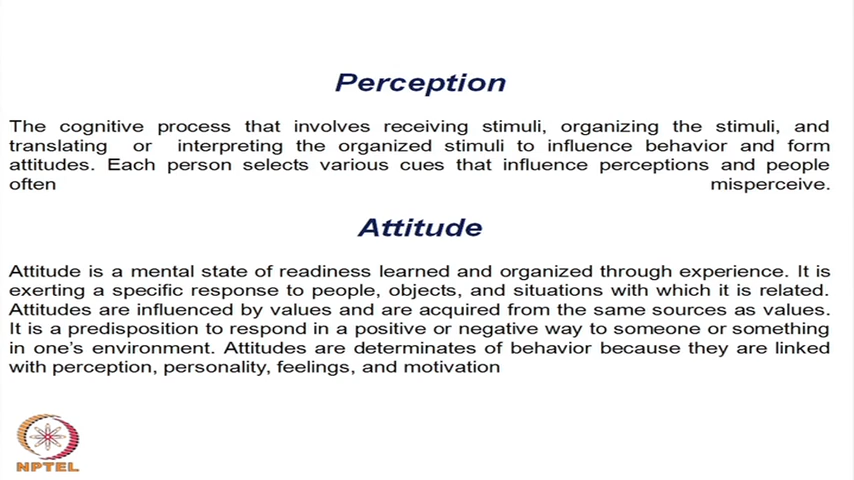 Perception
The cognitive process that involves receiving stimuli, organizing the stimuli, and
translating or interpreting the organized stimuli to influence behavior and form
attitudes. Each person selects various cues that influence perceptions and people
often misperceive.
Attitude
Attitude is a mental state of readiness learned and organized through experience. It is
exerting a specific response to people, objects, and situations with which it is related.
Attitudes are influenced by values and are acquired from the same sources as values.
It is a predisposition to respond in a positive or negative way to someone or something
in one's environment. Attitudes are determinates of behavior because they are linked
with perception, personality, feelings, and motivation
NPTEL